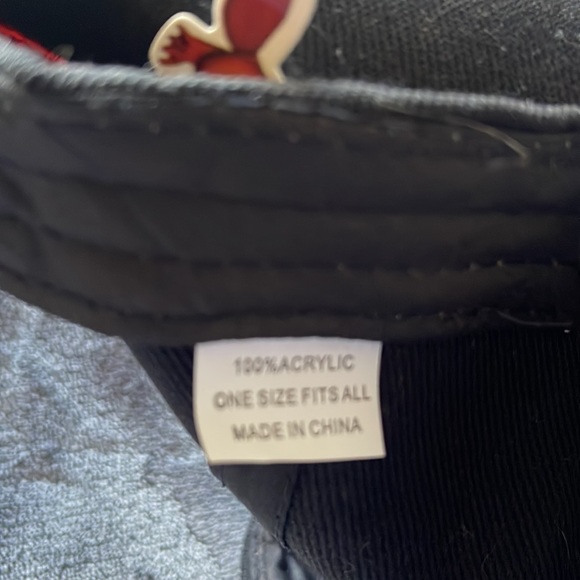 100%ACRYLIC
ONE SIZE FITS ALL
MADE IN CHINA